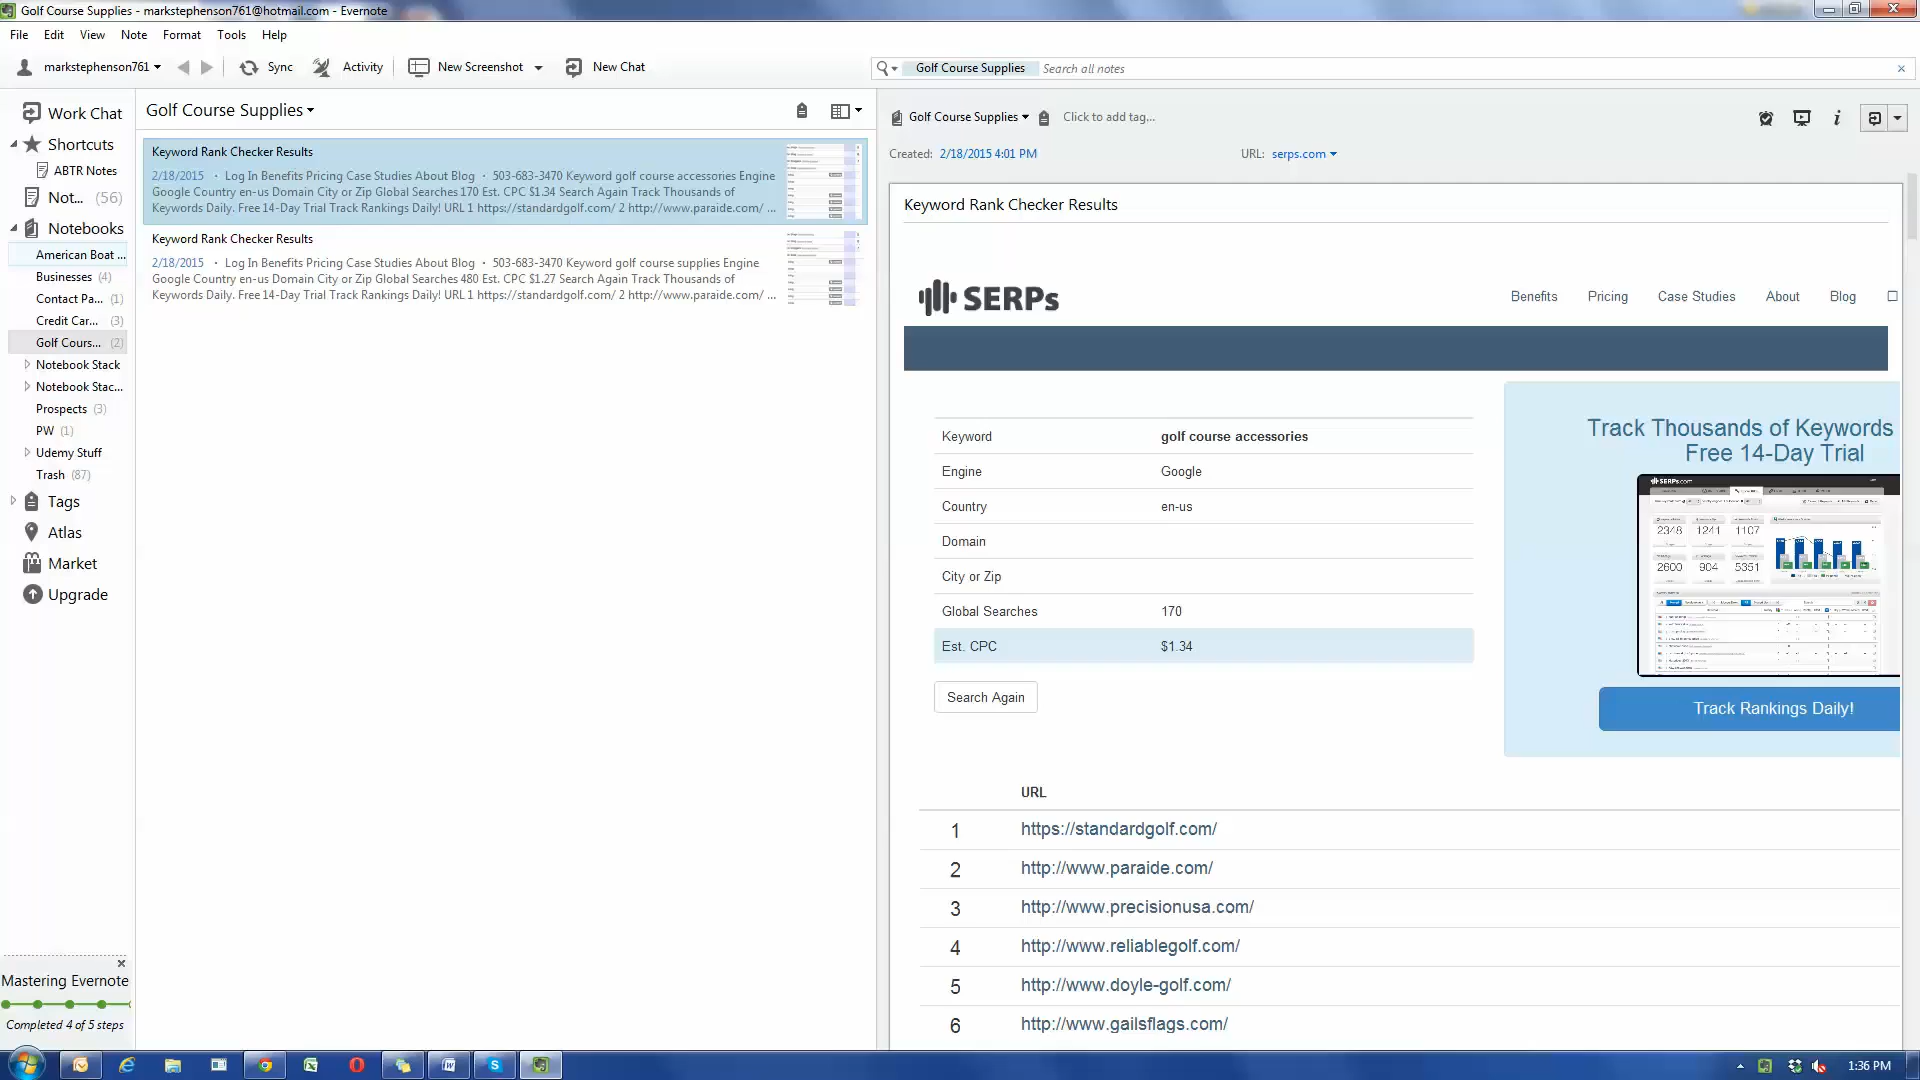 Golf Course Supplies - markstephenson761@hotmail.com - Evernote
File Edit View Note Format Tools Help
markstephenson761 Sync Activity New Screenshot New Chat
Golf Course Supplies Search all notes
Work Chat
Shortcuts
ABTR Notes
Not... (56)
Notebooks
American Boat ...
Businesses (4)
Contact Pa... (1)
Credit Car... (3)
Golf Cours... (2)
Notebook Stack
Notebook Stac...
Prospects (3)
PW (1)
Udemy Stuff
Trash (87)
Tags
Atlas
Market
Upgrade
Mastering Evernote
Completed 4 of 5 steps
Golf Course Supplies
Keyword Rank Checker Results
2/18/2015 · Log In Benefits Pricing Case Studies About Blog · 503-683-3470 Keyword golf course accessories Engine
Google Country en-us Domain City or Zip Global Searches 170 Est. CPC $1.34 Search Again Track Thousands of
Keywords Daily. Free 14-Day Trial Track Rankings Daily! URL 1 https://standardgolf.com/ 2 http://www.paraide.com/ ...
Keyword Rank Checker Results
2/18/2015 · Log In Benefits Pricing Case Studies About Blog · 503-683-3470 Keyword golf course supplies Engine
Google Country en-us Domain City or Zip Global Searches 480 Est. CPC $1.27 Search Again Track Thousands of
Keywords Daily. Free 14-Day Trial Track Rankings Daily! URL 1 https://standardgolf.com/ 2 http://www.paraide.com/ ...
Golf Course Supplies Click to add tag...
Created: 2/18/2015 4:01 PM URL: serps.com
Keyword Rank Checker Results
SERPs
Benefits Pricing Case Studies About Blog
Keyword golf course accessories
Engine Google
Country en-us
Domain
City or Zip
Global Searches 170
Est. CPC $1.34
Search Again
Track Thousands of Keywords
Free 14-Day Trial
SERPs.com
2348 1241 1107
2600 904 5351
Track Rankings Daily!
URL
1 https://standardgolf.com/
2 http://www.paraide.com/
3 http://www.precisionusa.com/
4 http://www.reliablegolf.com/
5 http://www.doyle-golf.com/
6 http://www.gailsflags.com/
1:36 PM